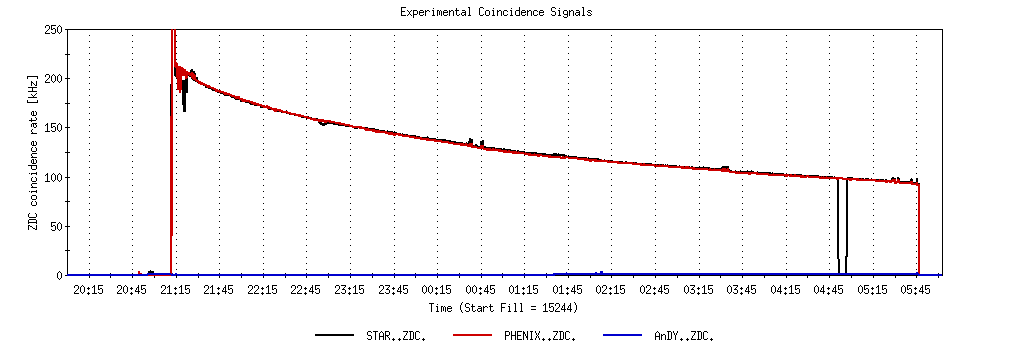 Experimental Coincidence Signals
250
200
150
100
50
0
ZDC coincidence rate [kHz]
20:15 20:45 21:15 21:45 22:15 22:45 23:15 23:45 00:15 00:45 01:15 01:45 02:15 02:45 03:15 03:45 04:15 04:45 05:15 05:45
Time (Start Fill = 15244)
STAR..ZDC. PHENIX..ZDC. AnDY..ZDC.